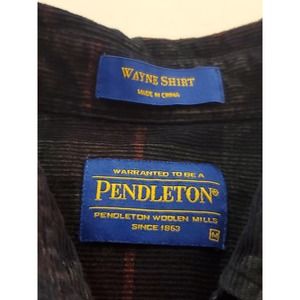 WAYNE SHIRT
MADE IN CHINA
WARRANTED TO BE A
PENDLETON®
PENDLETON WOOLEN MILLS
SINCE 1863
M